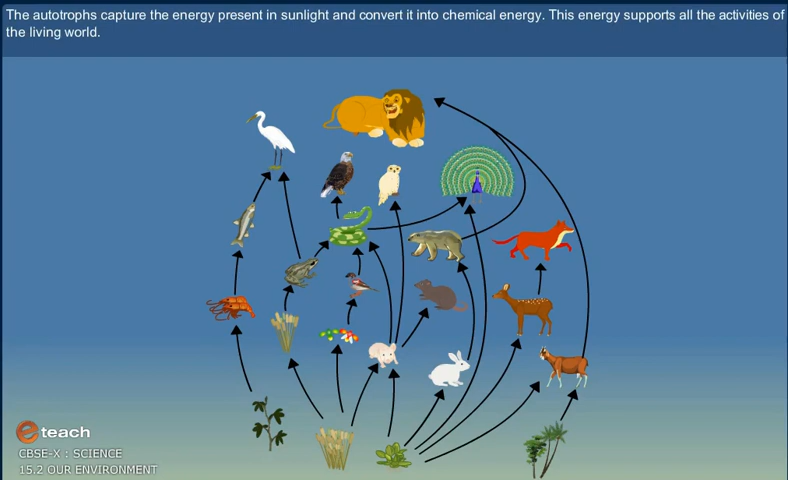 The autotrophs capture the energy present in sunlight and convert it into chemical energy. This energy supports all the activities of
the living world.
e teach
CBSE-X : SCIENCE
15.2 OUR ENVIRONMENT